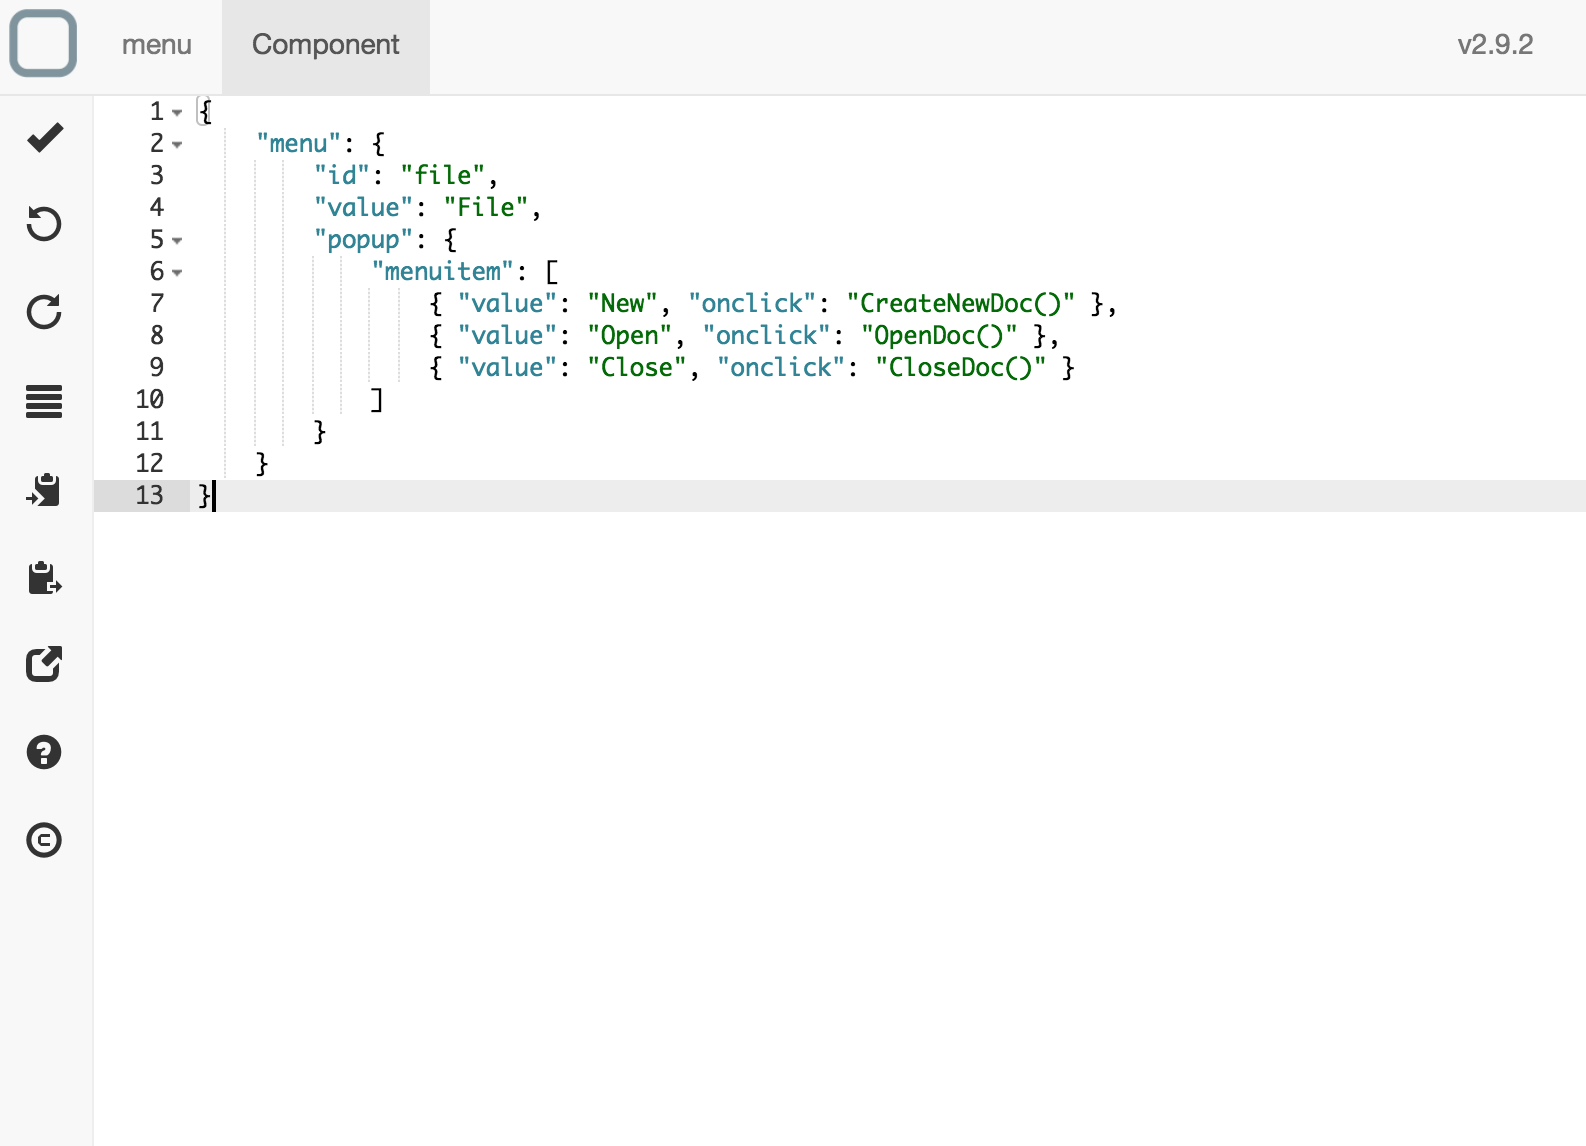 menu Component v2.9.2
1 {
2     "menu": {
3         "id": "file",
4         "value": "File",
5         "popup": {
6             "menuitem": [
7                 { "value": "New", "onclick": "CreateNewDoc()" },
8                 { "value": "Open", "onclick": "OpenDoc()" },
9                 { "value": "Close", "onclick": "CloseDoc()" }
10             ]
11         }
12     }
13 }